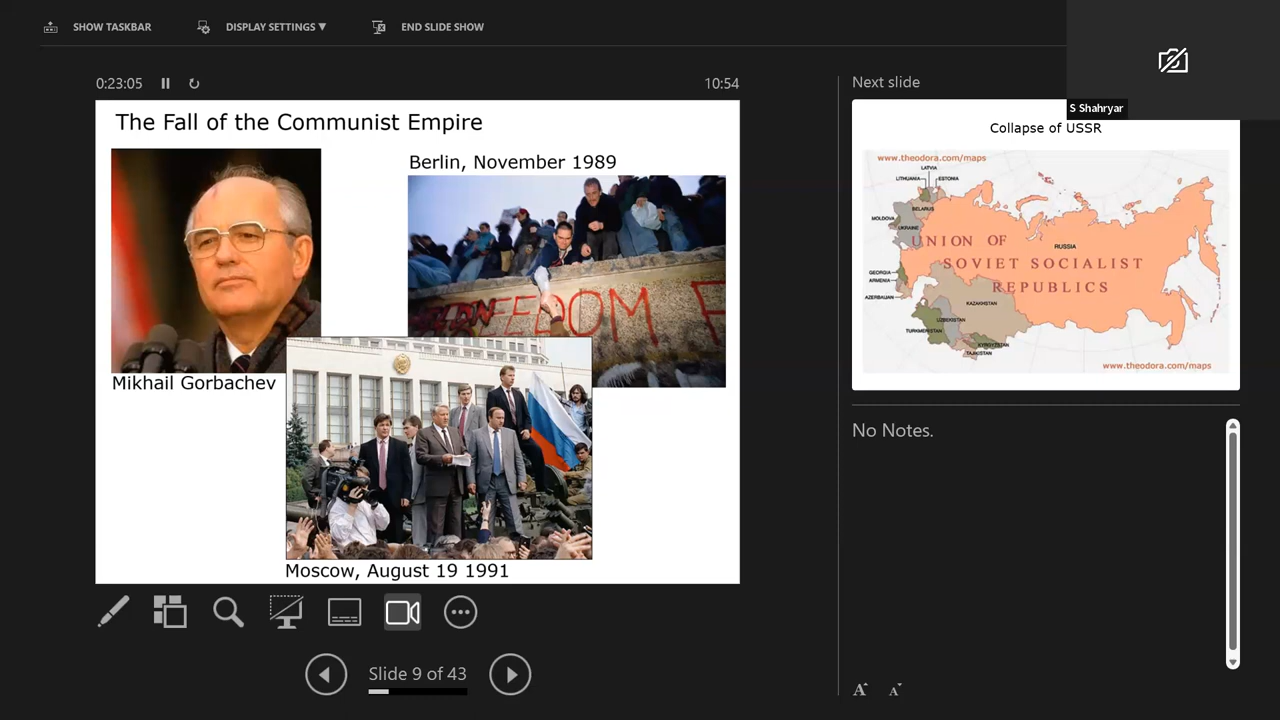 SHOW TASKBAR
DISPLAY SETTINGS ▼
END SLIDE SHOW
0:23:05
10:54
The Fall of the Communist Empire
Berlin, November 1989
FREEDOM F
Mikhail Gorbachev
Moscow, August 19 1991
Slide 9 of 43
Next slide
S Shahryar
Collapse of USSR
www.theodora.com/maps
LATVIA
LITHUANIA
ESTONIA
BELARUS
MOLDOVA
UKRAINE
UNION OF
RUSSIA
SOVIET SOCIALIST
REPUBLICS
GEORGIA
ARMENIA
AZERBAIJAN
KAZAKHSTAN
UZBEKISTAN
TURKMENISTAN
KYRGYZSTAN
TAJIKISTAN
www.theodora.com/maps
No Notes.
A A